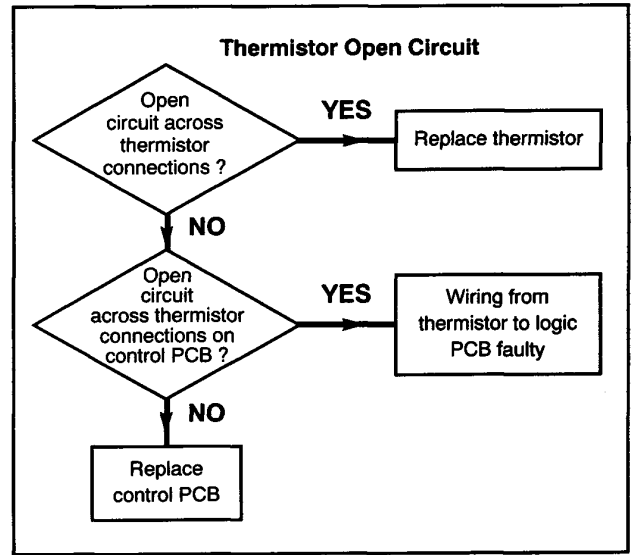 Thermistor Open Circuit
Open
circuit across
thermistor
connections ?
YES
Replace thermistor
NO
Open
circuit
across thermistor
connections on
control PCB ?
YES
Wiring from
thermistor to logic
PCB faulty
NO
Replace
control PCB